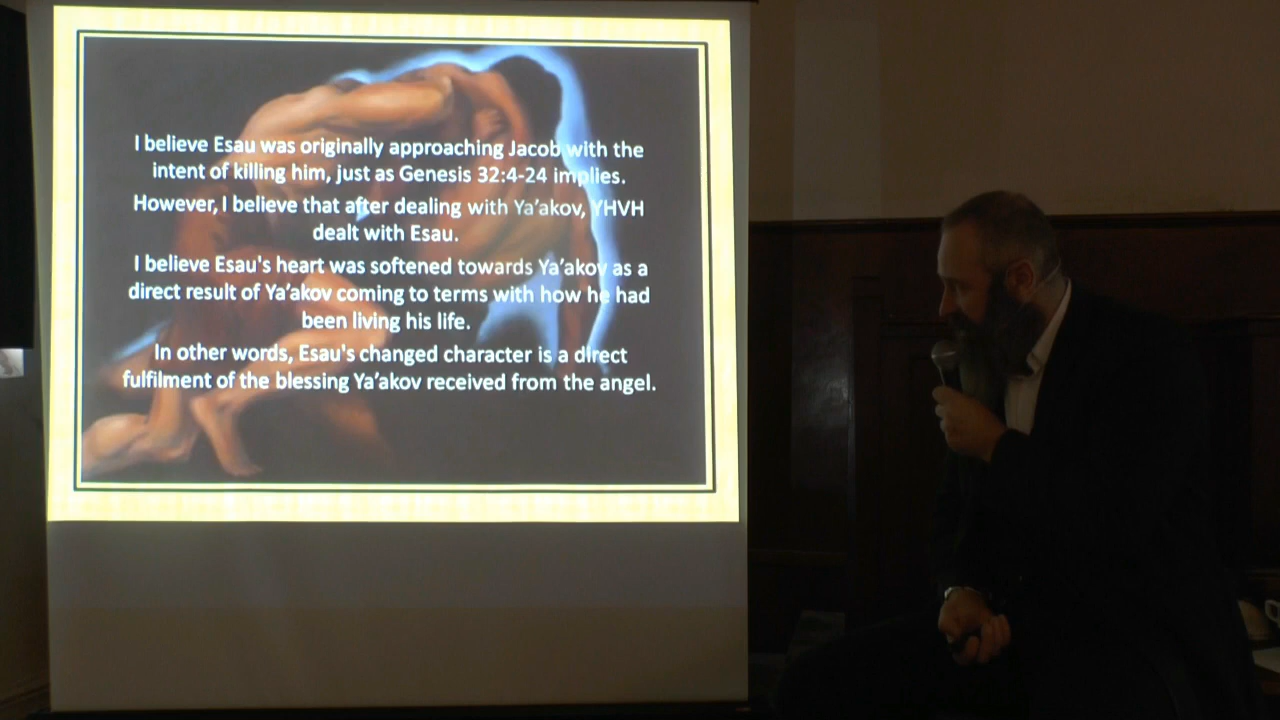 I believe Esau was originally approaching Jacob with the
intent of killing him, just as Genesis 32:4-24 implies.
However, I believe that after dealing with Ya’akov, YHVH
dealt with Esau.
I believe Esau's heart was softened towards Ya’akov as a
direct result of Ya’akov coming to terms with how he had
been living his life.
In other words, Esau's changed character is a direct
fulfilment of the blessing Ya’akov received from the angel.